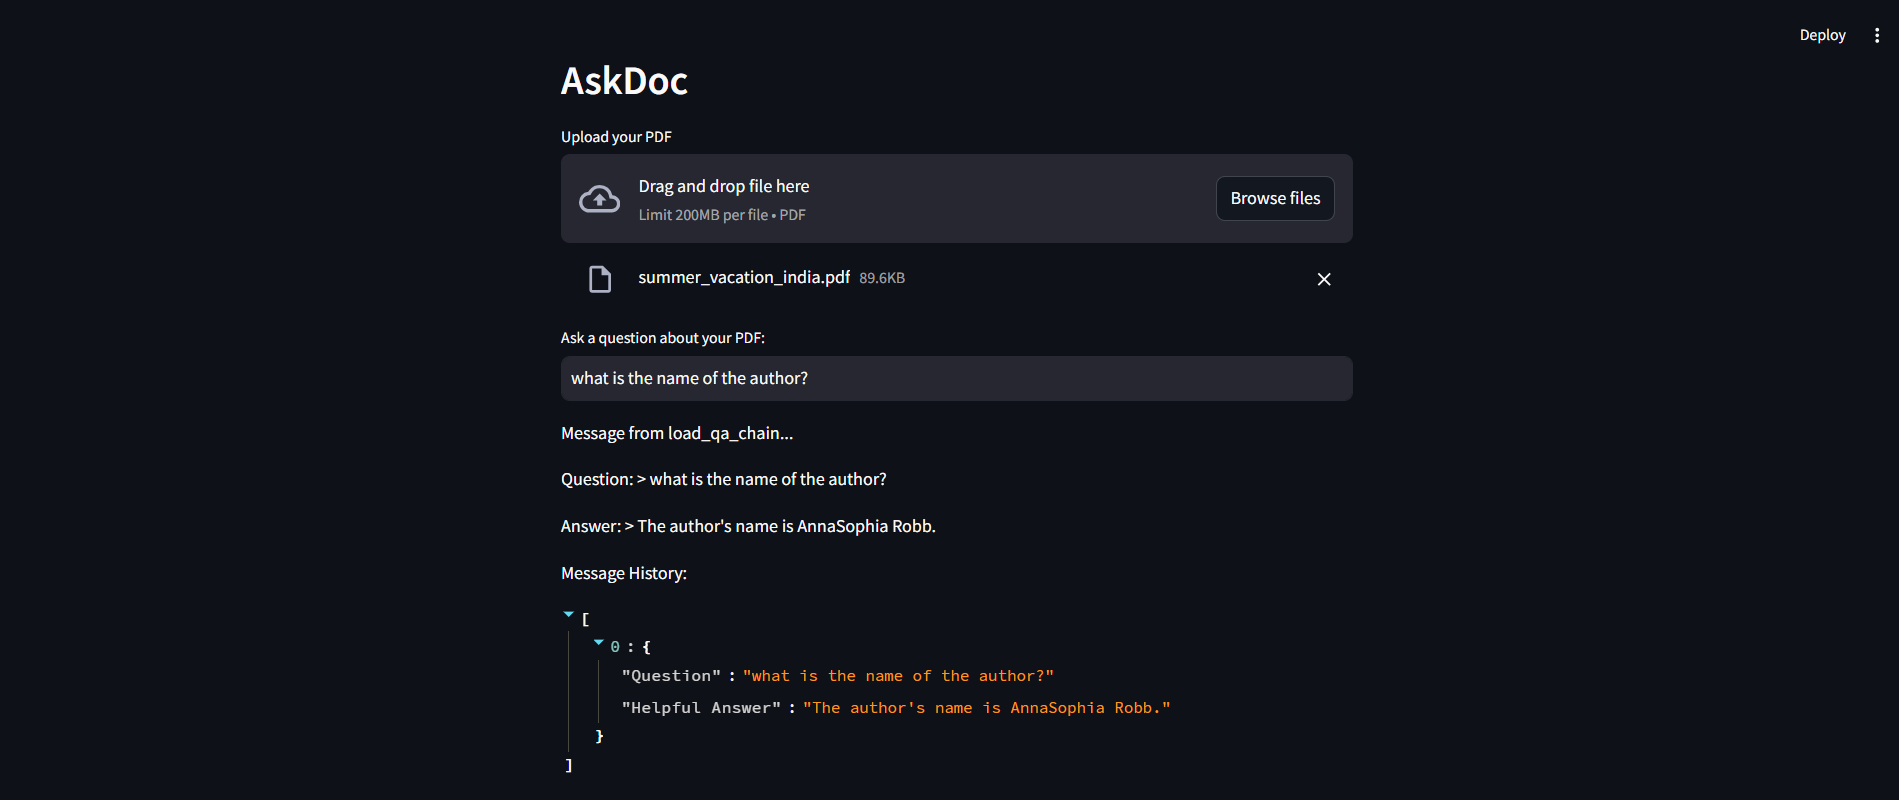 Deploy
AskDoc
Upload your PDF
Drag and drop file here
Limit 200MB per file • PDF
Browse files
summer_vacation_india.pdf 89.6KB
Ask a question about your PDF:
what is the name of the author?
Message from load_qa_chain...
Question: > what is the name of the author?
Answer: > The author's name is AnnaSophia Robb.
Message History:
[
0 : {
"Question" : "what is the name of the author?"
"Helpful Answer" : "The author's name is AnnaSophia Robb."
}
]